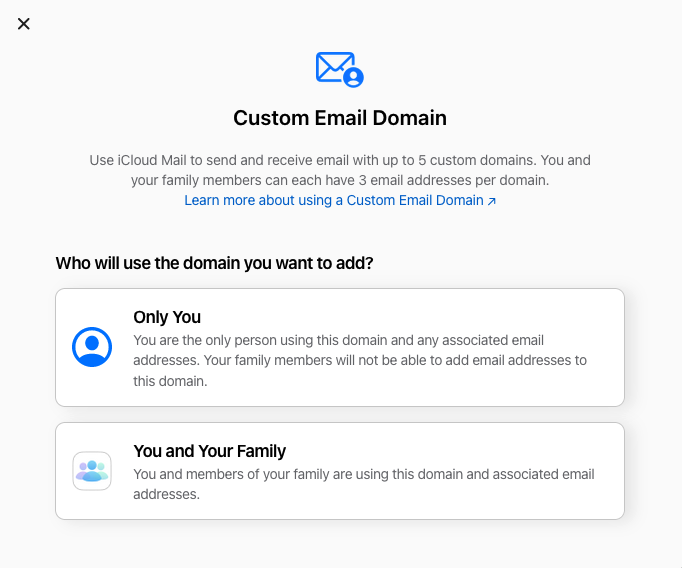 Custom Email Domain
Use iCloud Mail to send and receive email with up to 5 custom domains. You and
your family members can each have 3 email addresses per domain.
Learn more about using a Custom Email Domain ↗
Who will use the domain you want to add?
Only You
You are the only person using this domain and any associated email
addresses. Your family members will not be able to add email addresses to
this domain.
You and Your Family
You and members of your family are using this domain and associated email
addresses.